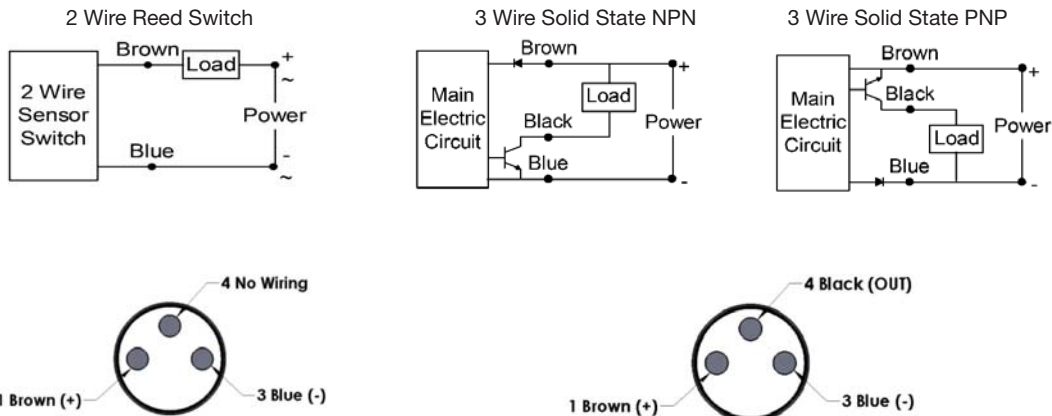 2 Wire Reed Switch
3 Wire Solid State NPN
3 Wire Solid State PNP
Brown
Load
+
~
2 Wire
Sensor
Switch
Power
Blue
-
~
Brown
+
Main
Electric
Circuit
Load
Black
Power
Blue
-
Brown
+
Main
Electric
Circuit
Black
Load
Power
Blue
-
4 No Wiring
1 Brown (+)
3 Blue (-)
4 Black (OUT)
1 Brown (+)
3 Blue (-)